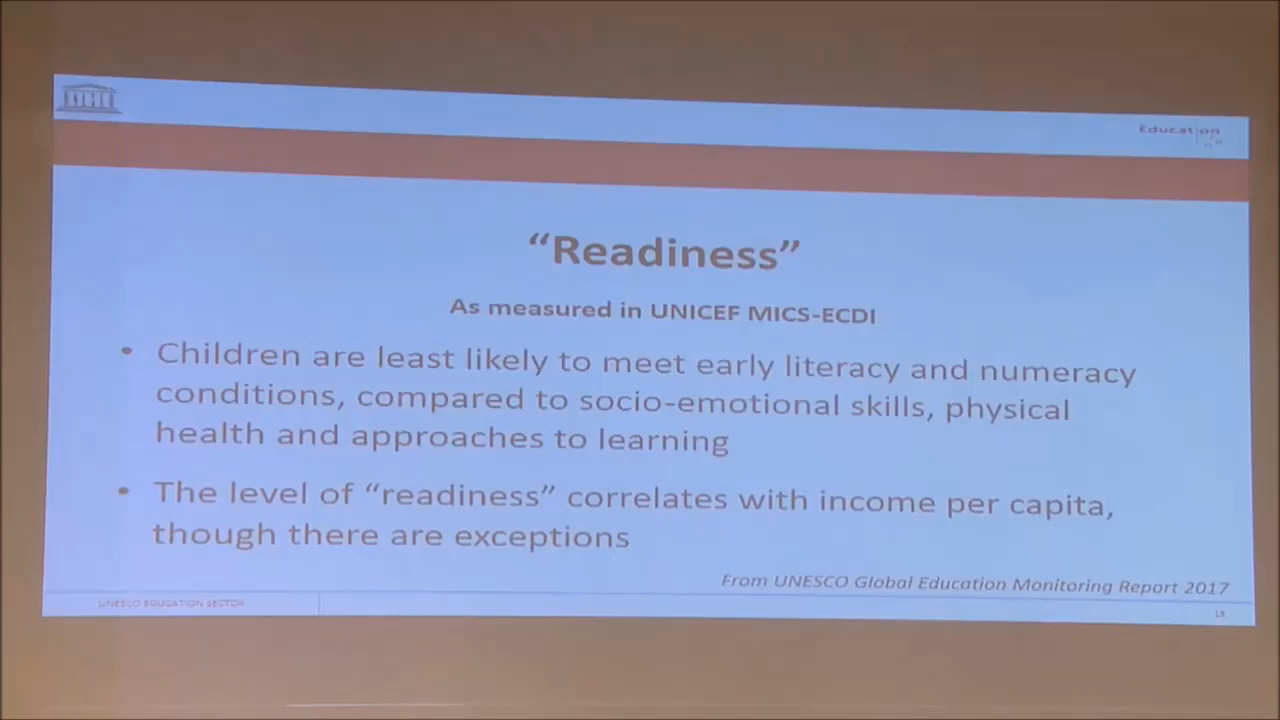 Education
“Readiness”
As measured in UNICEF MICS-ECDI
• Children are least likely to meet early literacy and numeracy
conditions, compared to socio-emotional skills, physical
health and approaches to learning
• The level of “readiness” correlates with income per capita,
though there are exceptions
From UNESCO Global Education Monitoring Report 2017
UNESCO EDUCATION SECTOR